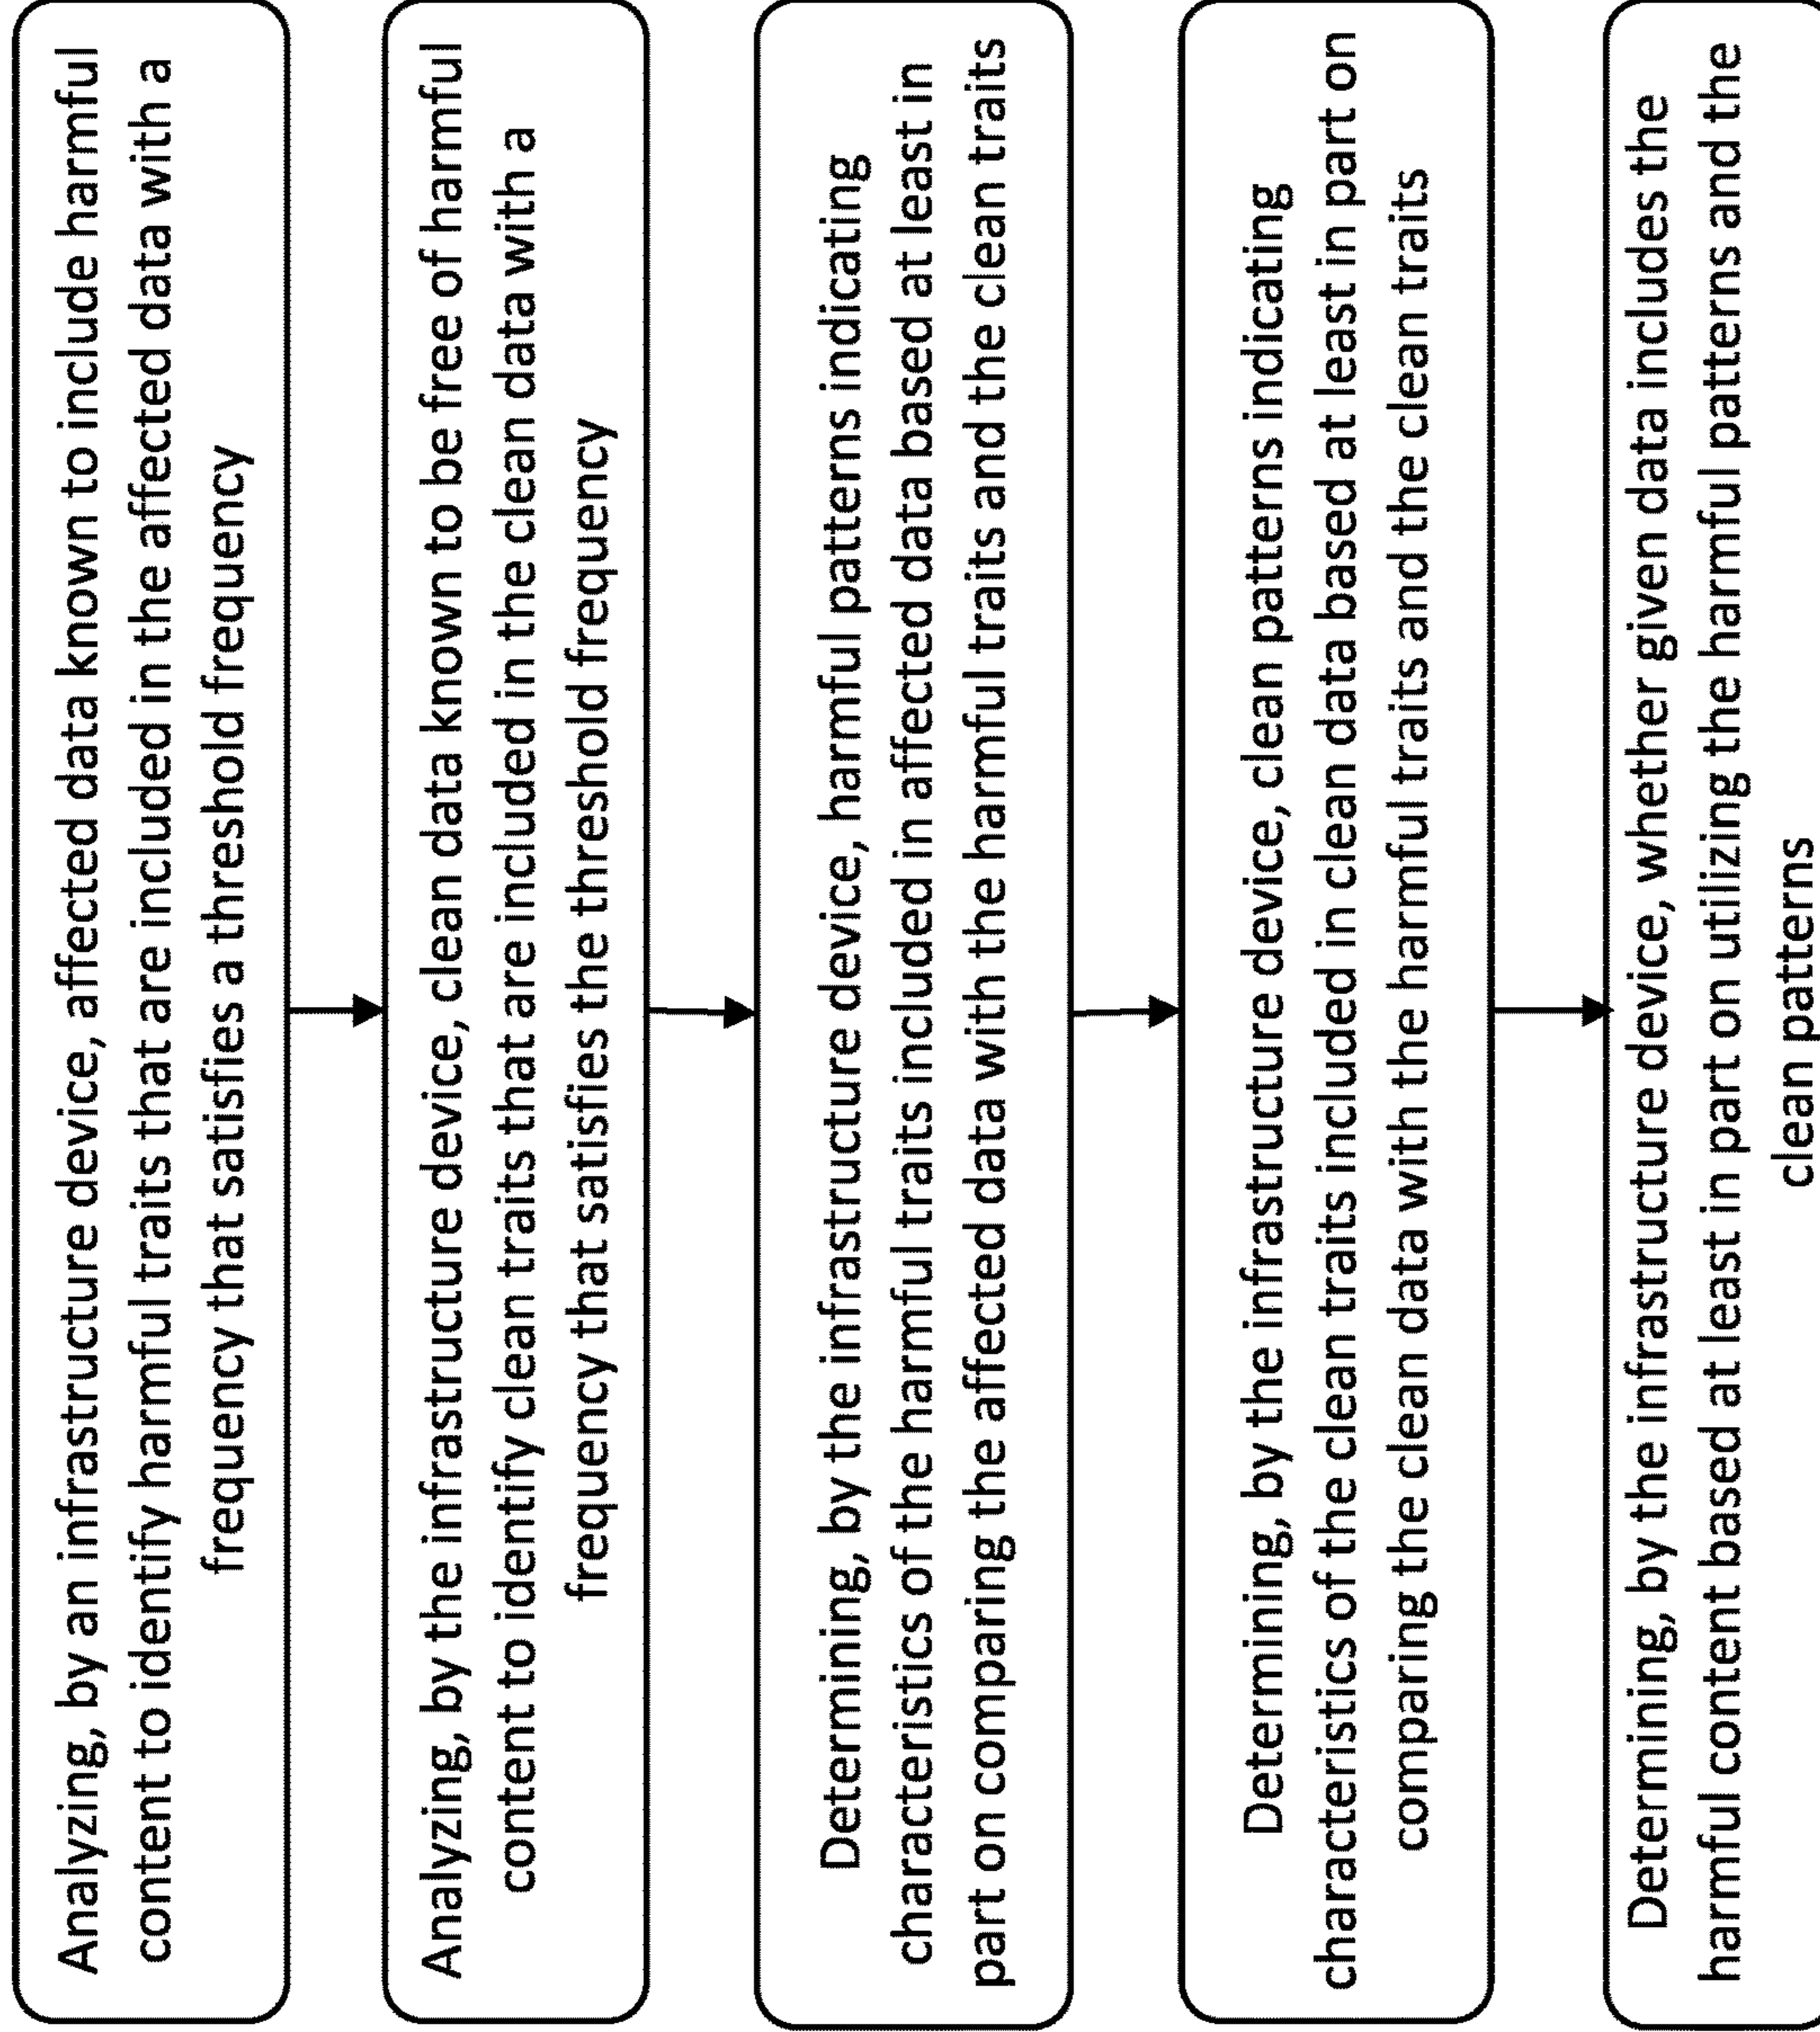 Analyzing, by an infrastructure device, affected data known to include harmful
content to identify harmful traits that are included in the affected data with a
frequency that satisfies a threshold frequency
Analyzing, by the infrastructure device, clean data known to be free of harmful
content to identify clean traits that are included in the clean data with a
frequency that satisfies the threshold frequency
Determining, by the infrastructure device, harmful patterns indicating
characteristics of the harmful traits included in affected data based at least in
part on comparing the affected data with the harmful traits and the clean traits
Determining, by the infrastructure device, clean patterns indicating
characteristics of the clean traits included in clean data based at least in part on
comparing the clean data with the harmful traits and the clean traits
Determining, by the infrastructure device, whether given data includes the
harmful content based at least in part on utilizing the harmful patterns and the
clean patterns